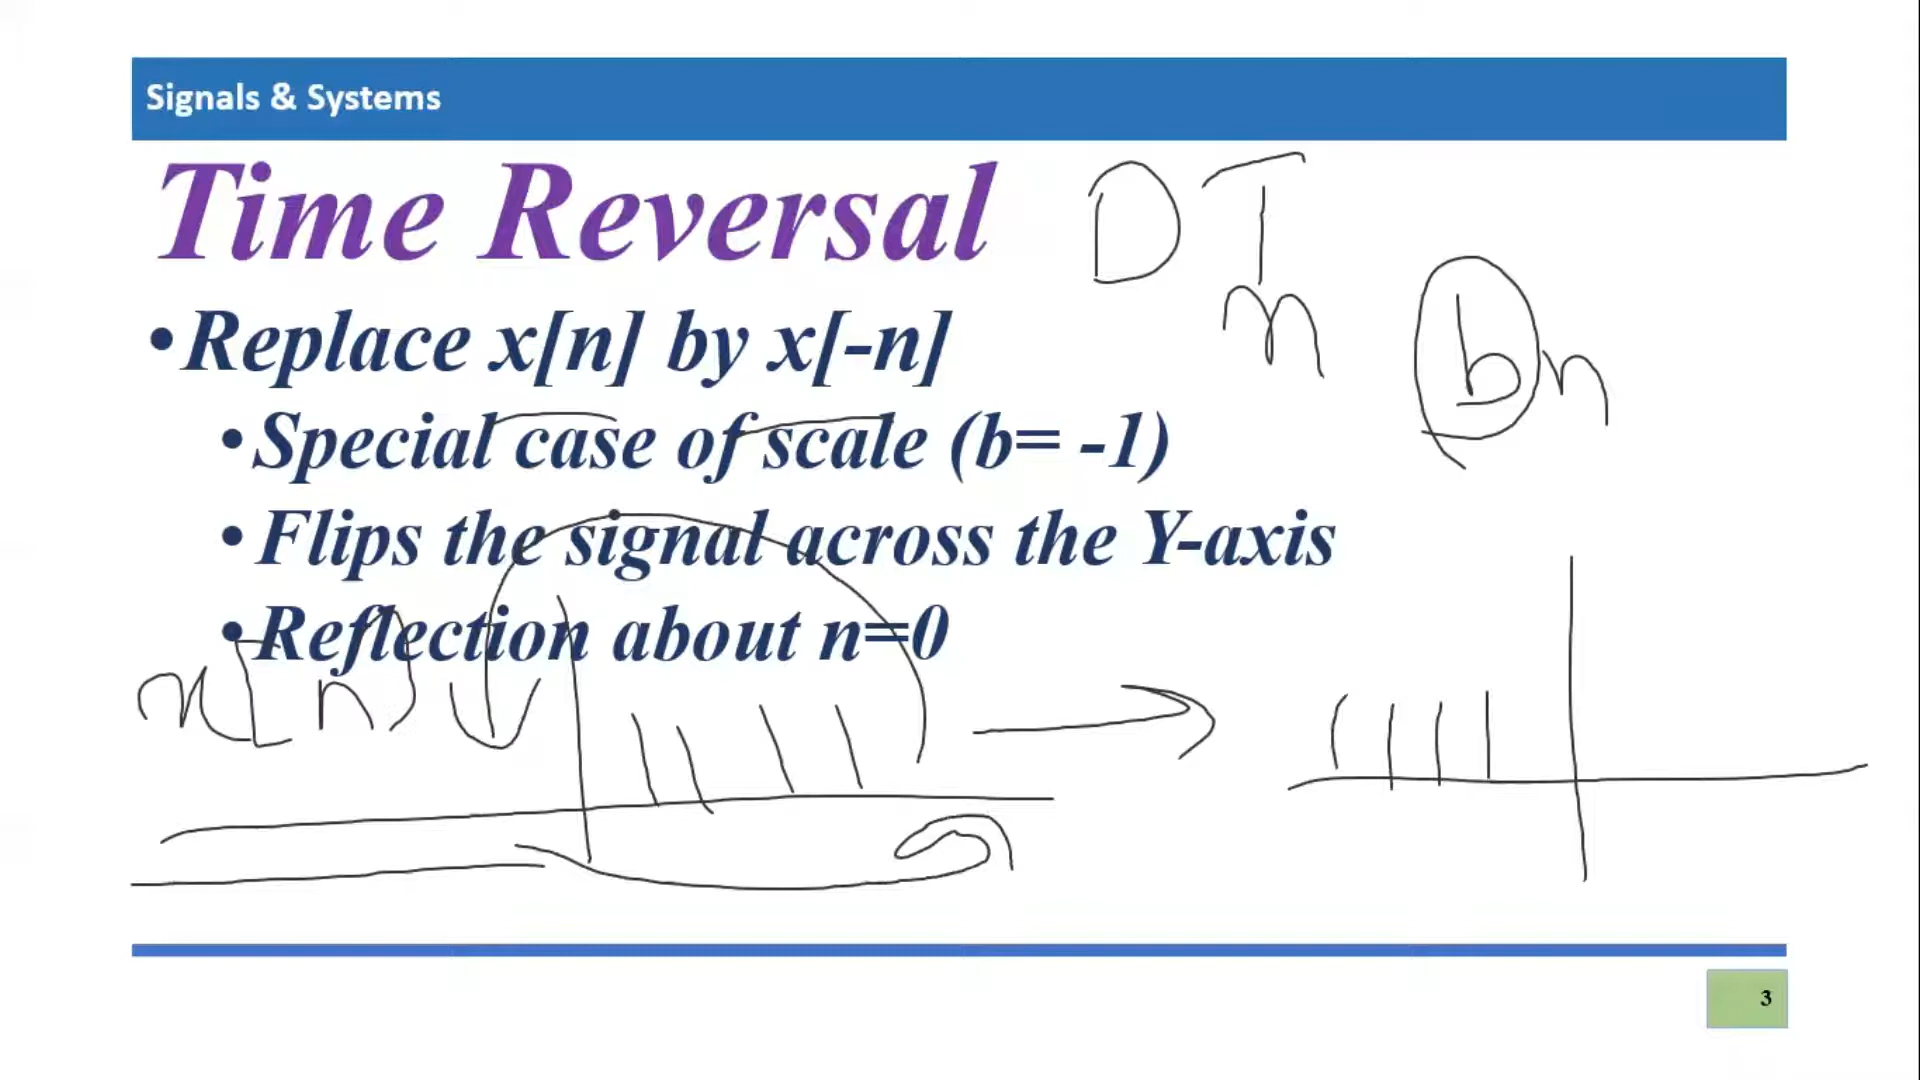 Signals & Systems
Time Reversal
DT
n
bn
•Replace x[n] by x[-n]
•Special case of scale (b= -1)
•Flips the signal across the Y-axis
•Reflection about n=0
x[n]
3